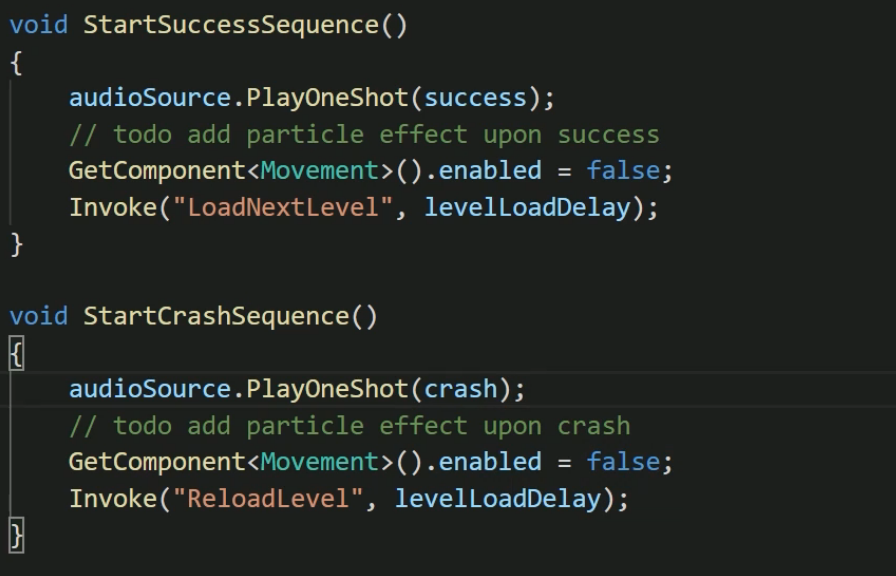 void StartSuccessSequence()
{
    audioSource.PlayOneShot(success);
    // todo add particle effect upon success
    GetComponent<Movement>().enabled = false;
    Invoke("LoadNextLevel", levelLoadDelay);
}

void StartCrashSequence()
{
    audioSource.PlayOneShot(crash);
    // todo add particle effect upon crash
    GetComponent<Movement>().enabled = false;
    Invoke("ReloadLevel", levelLoadDelay);
}